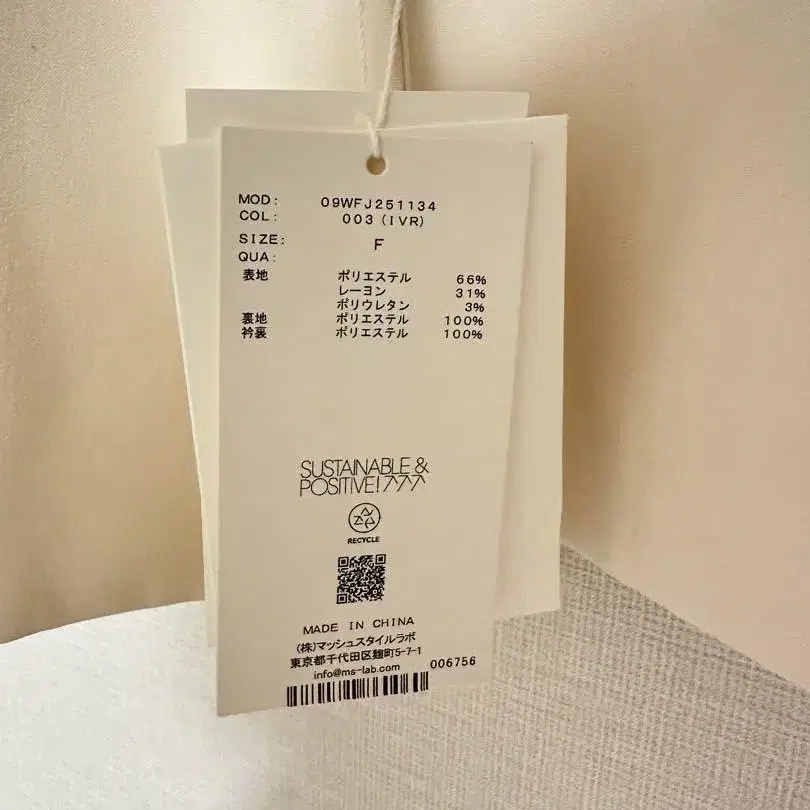 MOD: 09WFJ251134
COL: 003 (IVR)
SIZE: F
QUA:
表地 ポリエステル 66%
レーヨン 31%
ポリウレタン 3%
裏地 ポリエステル 100%
衿裏 ポリエステル 100%
SUSTAINABLE &
POSITIVE!
RECYCLE
MADE IN CHINA
(株)マッシュスタイルラボ
東京都千代田区麹町5-7-1
info@ms-lab.com 006756